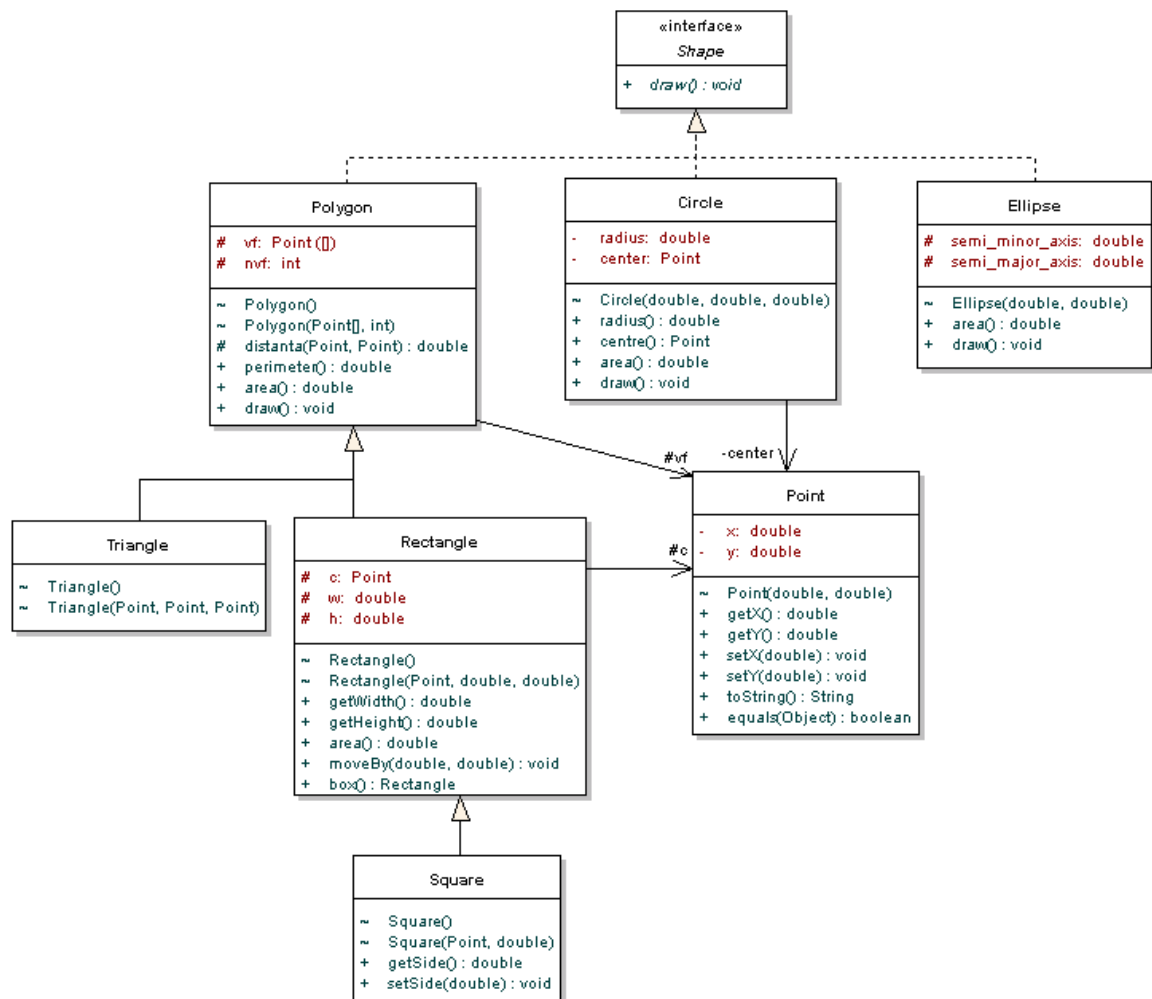 «interface»
Shape
+ draw() : void
Polygon
# vf: Point ([])
# nvf: int
~ Polygon()
~ Polygon(Point[], int)
# distanta(Point, Point) : double
+ perimeter() : double
+ area() : double
+ draw() : void
Circle
- radius: double
- center: Point
~ Circle(double, double, double)
+ radius() : double
+ centre() : Point
+ area() : double
+ draw() : void
Ellipse
# semi_minor_axis: double
# semi_major_axis: double
~ Ellipse(double, double)
+ area() : double
+ draw() : void
#vf
-center
#c
Triangle
~ Triangle()
~ Triangle(Point, Point, Point)
Rectangle
# c: Point
# w: double
# h: double
~ Rectangle()
~ Rectangle(Point, double, double)
+ getWidth() : double
+ getHeight() : double
+ area() : double
+ moveBy(double, double) : void
+ box() : Rectangle
Point
- x: double
- y: double
~ Point(double, double)
+ getX() : double
+ getY() : double
+ setX(double) : void
+ setY(double) : void
+ toString() : String
+ equals(Object) : boolean
Square
~ Square()
~ Square(Point, double)
+ getSide() : double
+ setSide(double) : void